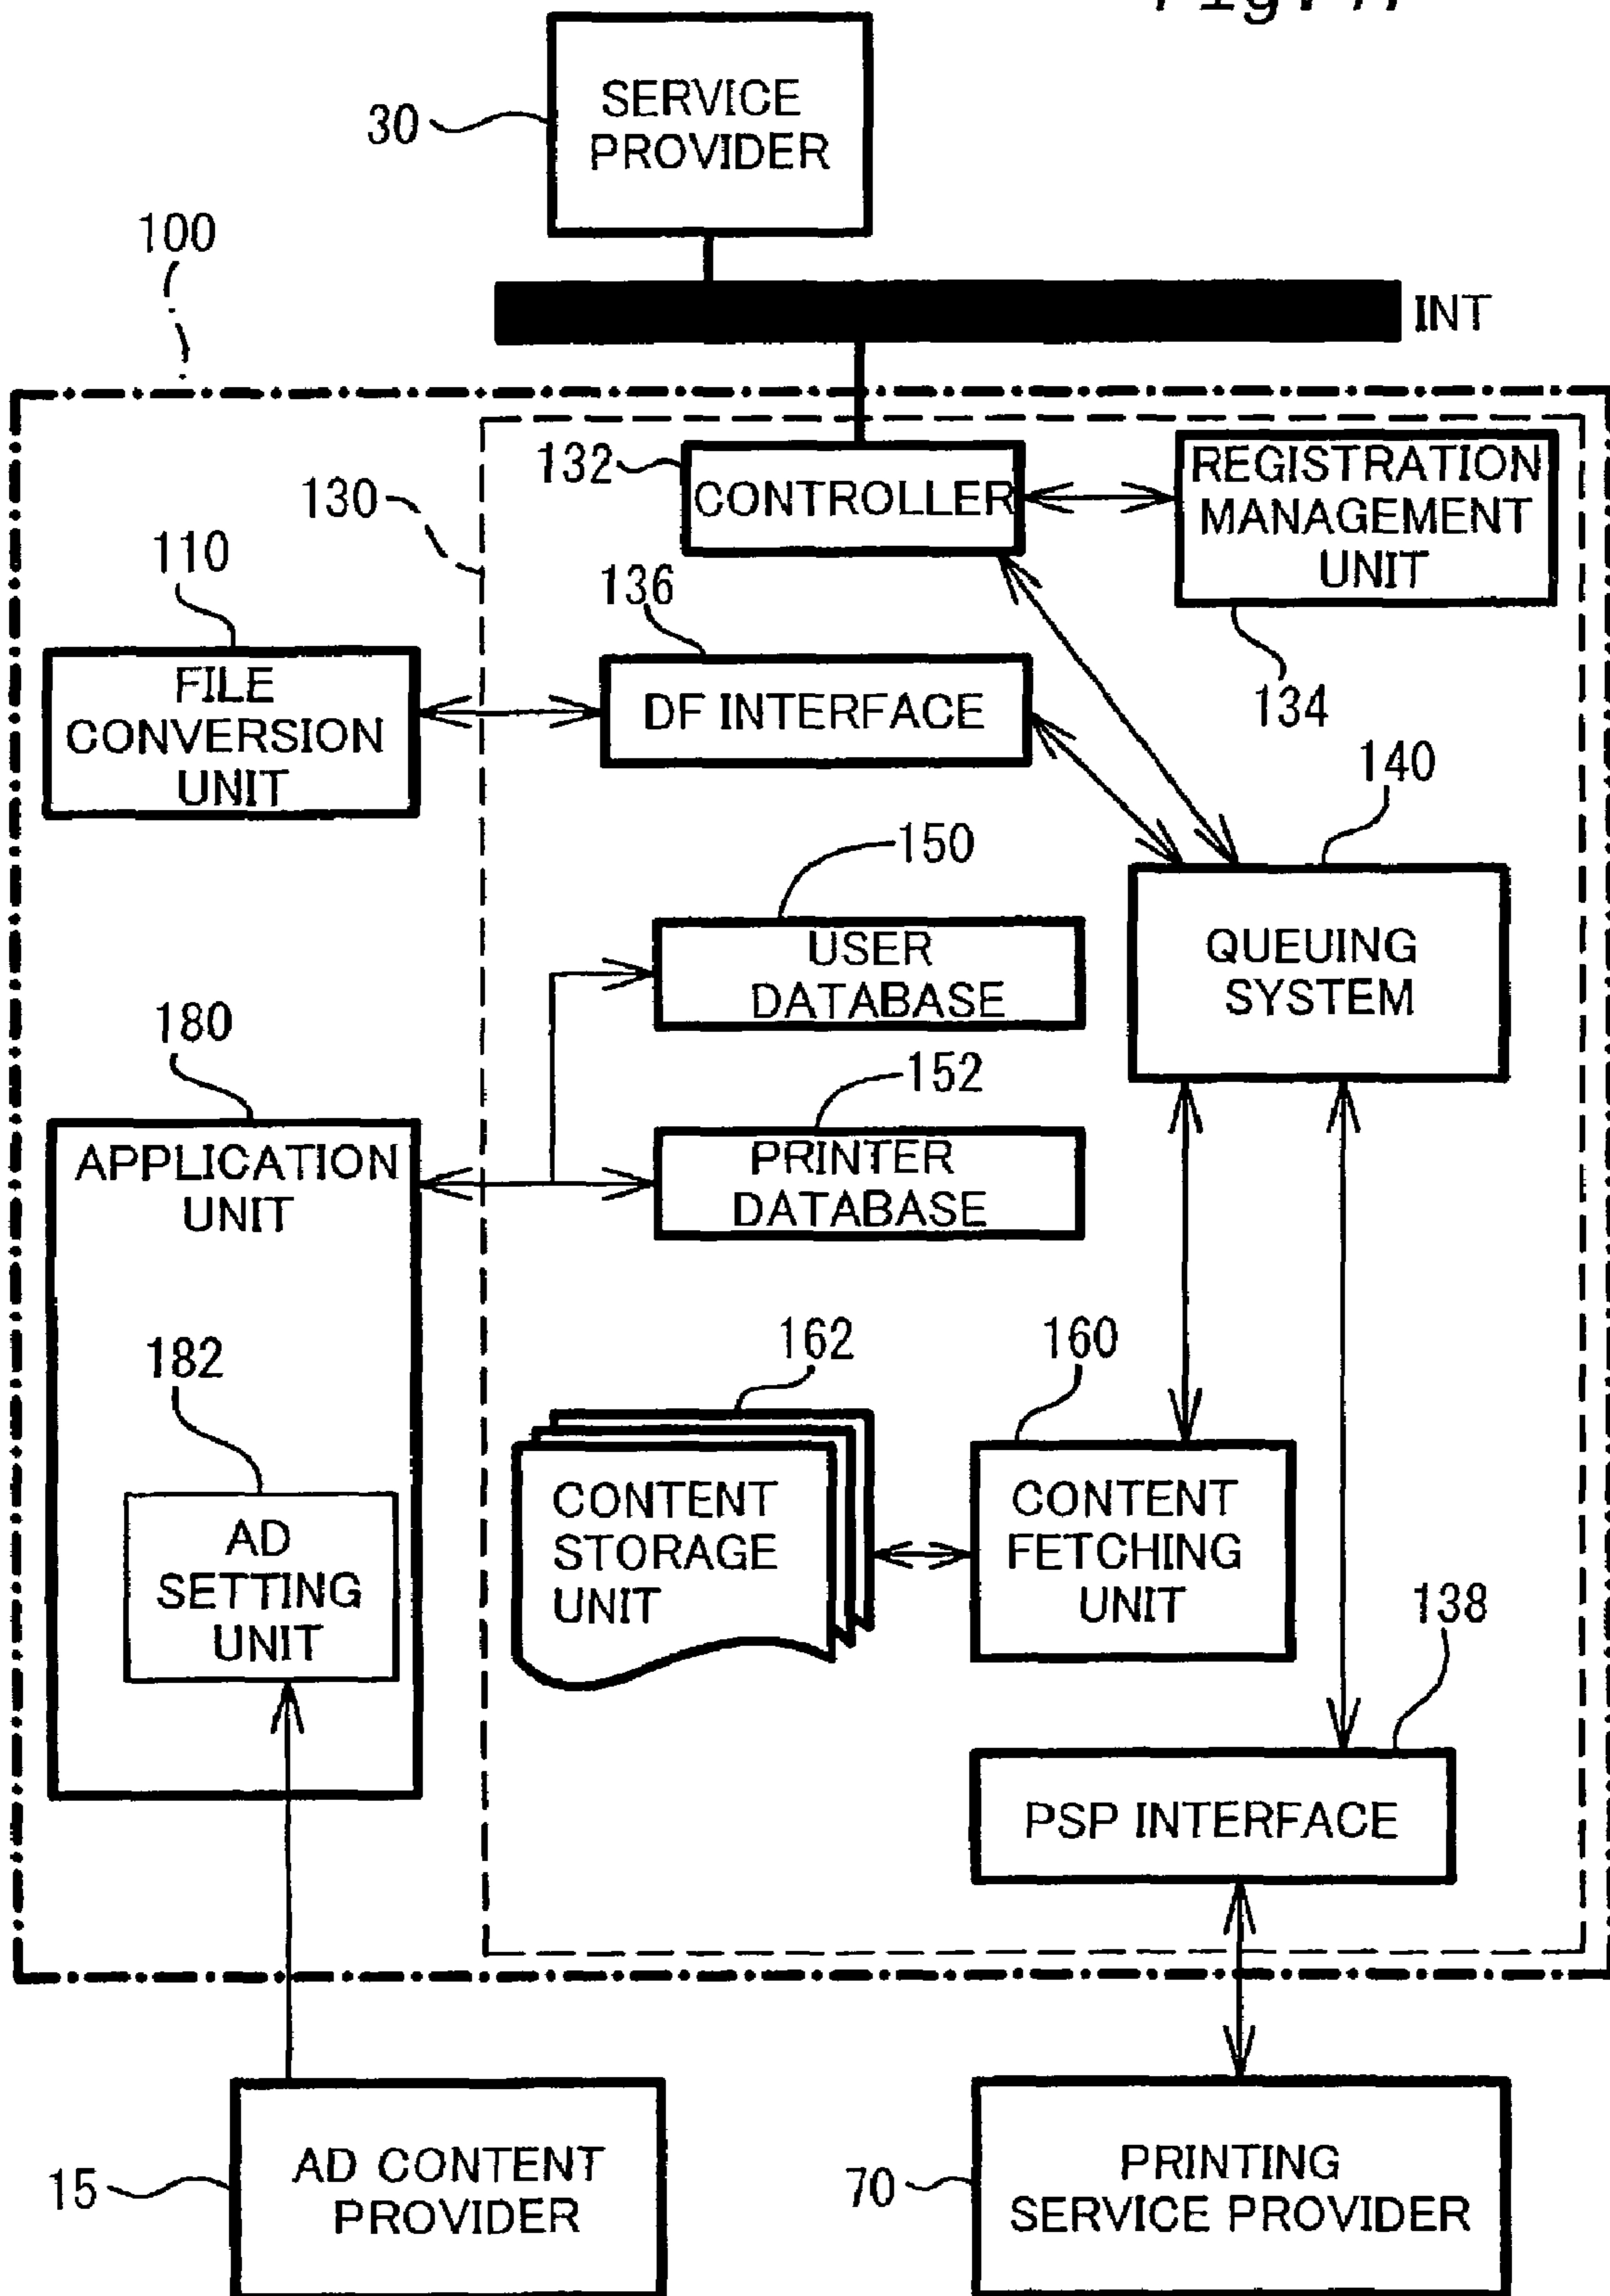 SERVICE
PROVIDER
30
100
INT
132
CONTROLLER
REGISTRATION
MANAGEMENT
UNIT
130
110
136
134
FILE
CONVERSION
UNIT
DF INTERFACE
140
150
USER
DATABASE
QUEUING
SYSTEM
180
152
APPLICATION
UNIT
PRINTER
DATABASE
182
162
160
CONTENT
STORAGE
UNIT
CONTENT
FETCHING
UNIT
AD
SETTING
UNIT
138
PSP INTERFACE
15
AD CONTENT
PROVIDER
70
PRINTING
SERVICE PROVIDER